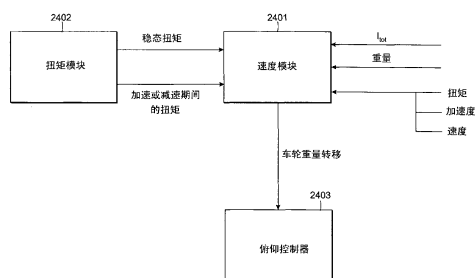 2402
2401
扭矩模块
稳态扭矩
加速或减速期间
的扭矩
速度模块
Itot
重量
扭矩
加速度
速度
车轮重量转移
2403
俯仰控制器